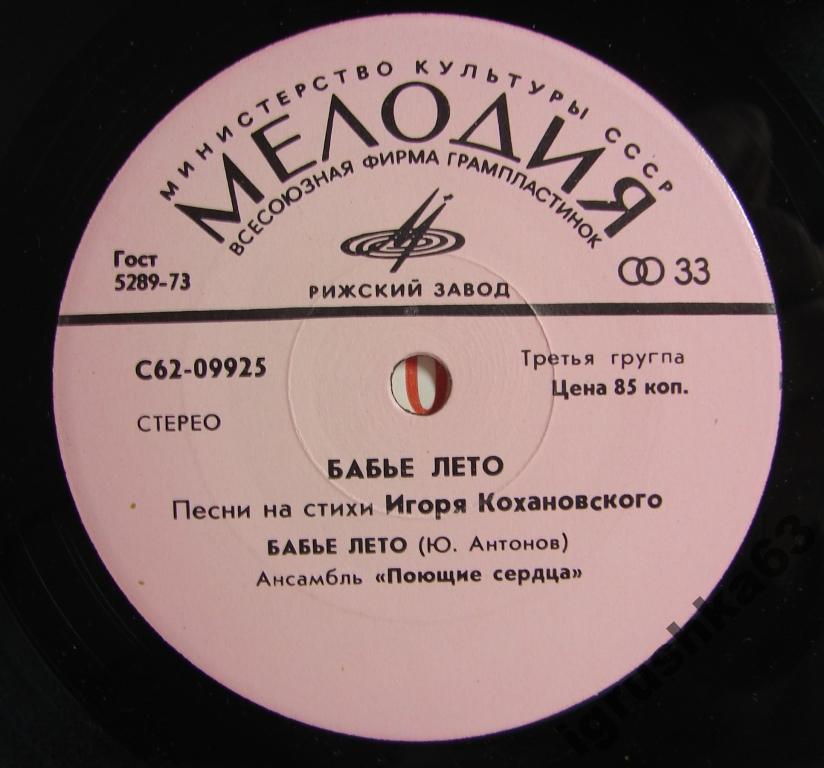 МИНИСТЕРСТВО КУЛЬТУРЫ СССР
МЕЛОДИЯ
ВСЕСОЮЗНАЯ ФИРМА ГРАМПЛАСТИНОК
Гост
5289-73
33
РИЖСКИЙ ЗАВОД
С62-09925
Третья группа
Цена 85 коп.
СТЕРЕО
БАБЬЕ ЛЕТО
Песни на стихи Игоря Кохановского
БАБЬЕ ЛЕТО (Ю. Антонов)
Ансамбль «Поющие сердца»
igrushka63